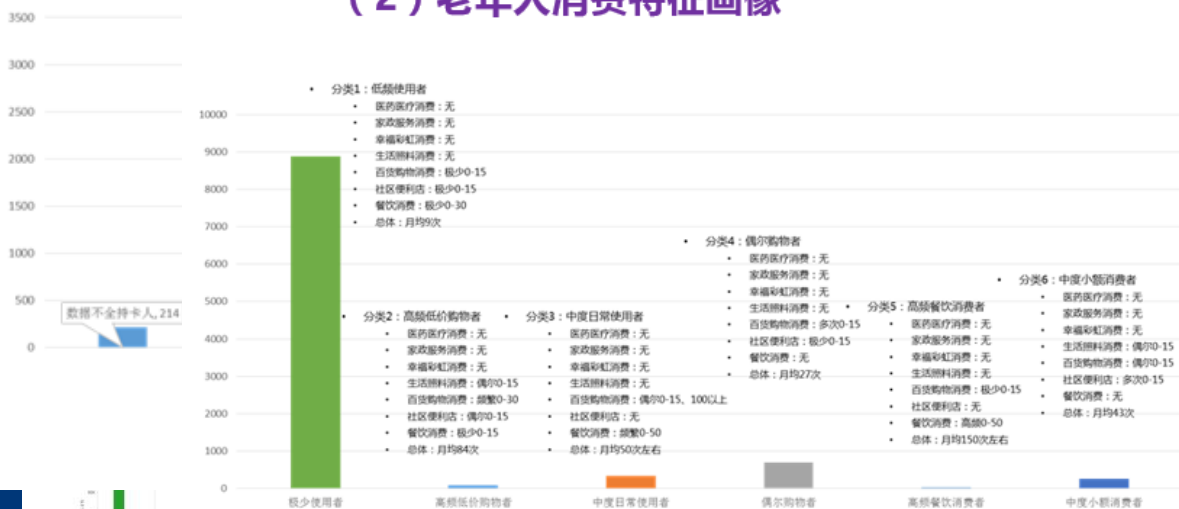 （2）老年人消费特征画像
3500
3000
2500
2000
1500
1000
500
0
数据不全持卡人, 214
10000
9000
8000
7000
6000
5000
4000
3000
2000
1000
0
• 分类1：低频使用者
• 医药医疗消费：无
• 家政服务消费：无
• 幸福彩虹消费：无
• 生活照料消费：无
• 百货购物消费：极少0-15
• 社区便利店：极少0-15
• 餐饮消费：极少0-30
• 总体：月均9次
• 分类2：高频低价购物者
• 医药医疗消费：无
• 家政服务消费：无
• 幸福彩虹消费：无
• 生活照料消费：偶尔0-15
• 百货购物消费：频繁0-30
• 社区便利店：偶尔0-15
• 餐饮消费：极少0-15
• 总体：月均84次
• 分类3：中度日常使用者
• 医药医疗消费：无
• 家政服务消费：无
• 幸福彩虹消费：无
• 生活照料消费：无
• 百货购物消费：偶尔0-15、100以上
• 社区便利店：无
• 餐饮消费：频繁0-50
• 总体：月均50次左右
• 分类4：偶尔购物者
• 医药医疗消费：无
• 家政服务消费：无
• 幸福彩虹消费：无
• 生活照料消费：无
• 百货购物消费：多次0-15
• 社区便利店：极少0-15
• 餐饮消费：无
• 总体：月均27次
• 分类5：高频餐饮消费者
• 医药医疗消费：无
• 家政服务消费：无
• 幸福彩虹消费：无
• 生活照料消费：无
• 百货购物消费：极少0-15
• 社区便利店：无
• 餐饮消费：高频0-50
• 总体：月均150次左右
• 分类6：中度小额消费者
• 医药医疗消费：无
• 家政服务消费：无
• 幸福彩虹消费：无
• 生活照料消费：偶尔0-15
• 百货购物消费：偶尔0-15
• 社区便利店：多次0-15
• 餐饮消费：无
• 总体：月均43次
极少使用者
高频低价购物者
中度日常使用者
偶尔购物者
高频餐饮消费者
中度小额消费者